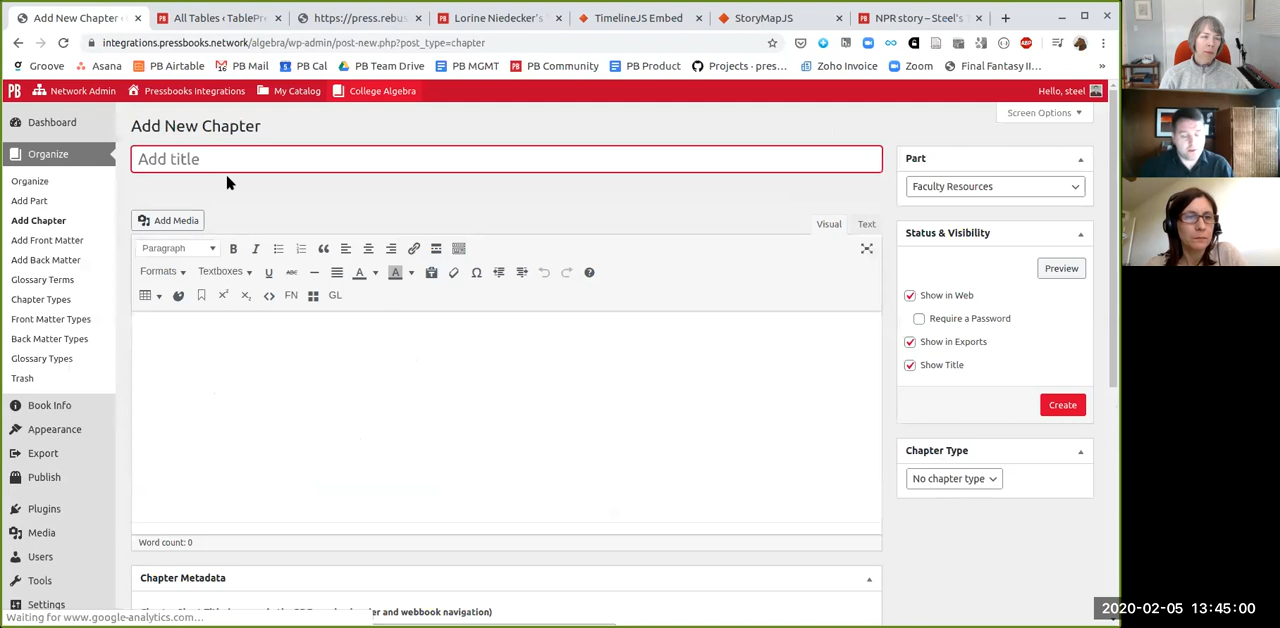 Add New Chapter ‹
All Tables ‹ TablePre
https://press.rebus
Lorine Niedecker's
TimelineJS Embed
StoryMapJS
NPR story – Steel's T
integrations.pressbooks.network/algebra/wp-admin/post-new.php?post_type=chapter
ABP
Groove
Asana
PB Airtable
PB Mail
PB Cal
PB Team Drive
PB MGMT
PB Community
PB Product
Projects · pres...
Zoho Invoice
Zoom
Final Fantasy II...
»
PB
Network Admin
Pressbooks Integrations
My Catalog
College Algebra
Hello, steel
Dashboard
Add New Chapter
Screen Options
Add title
Organize
Organize
Add Part
Add Chapter
Add Front Matter
Add Back Matter
Glossary Terms
Chapter Types
Front Matter Types
Back Matter Types
Glossary Types
Trash
Book Info
Appearance
Export
Publish
Plugins
Media
Users
Tools
Settings
Add Media
Visual
Text
Paragraph
B
I
Formats
Textboxes
U
ABC
A
A
Ω
FN
GL
Word count: 0
Chapter Metadata
er and webbook navigation)
Part
Faculty Resources
Status & Visibility
Preview
Show in Web
Require a Password
Show in Exports
Show Title
Create
Chapter Type
No chapter type
Waiting for www.google-analytics.com...
2020-02-05 13:45:00